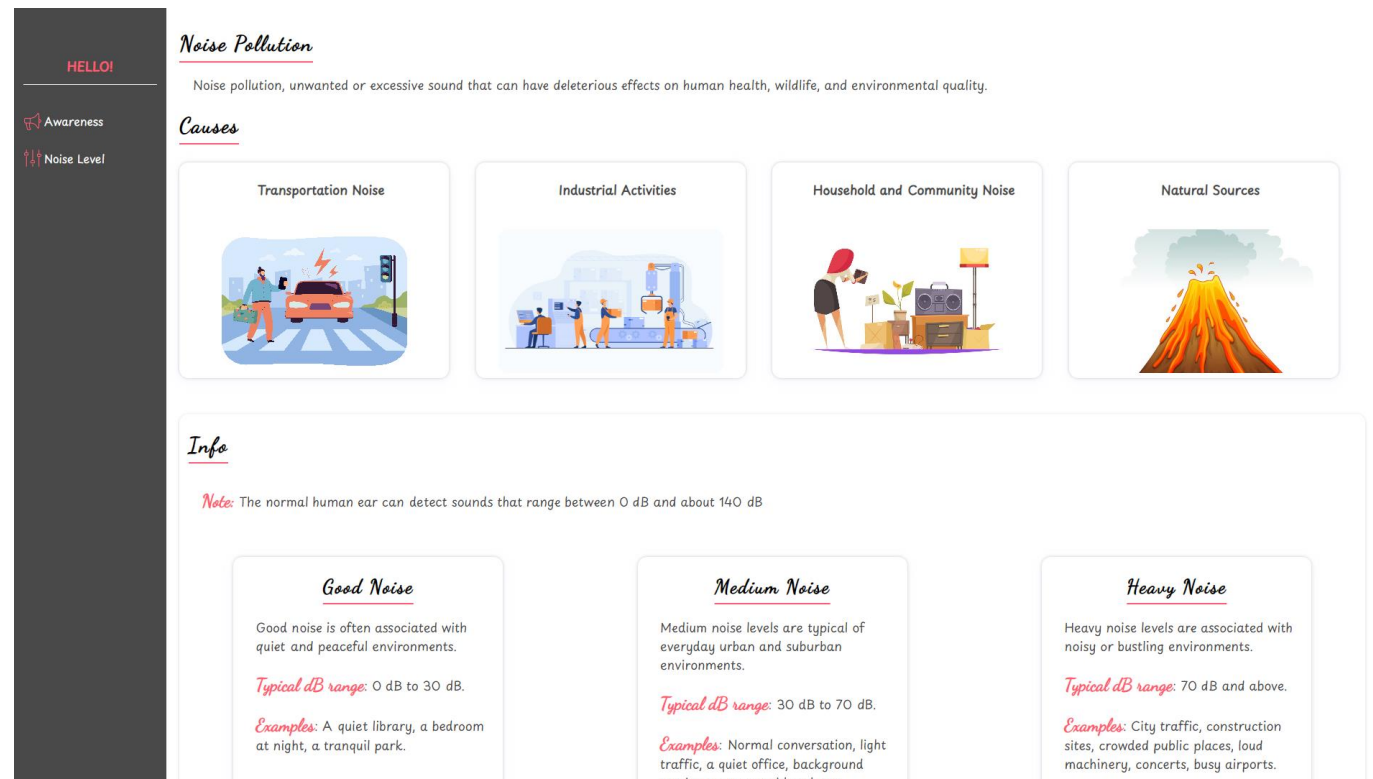 HELLO!
Awareness
Noise Level
Noise Pollution
Noise pollution, unwanted or excessive sound that can have deleterious effects on human health, wildlife, and environmental quality.
Causes
Transportation Noise
Industrial Activities
Household and Community Noise
Natural Sources
Info
Note: The normal human ear can detect sounds that range between 0 dB and about 140 dB
Good Noise
Good noise is often associated with
quiet and peaceful environments.
Typical dB range: 0 dB to 30 dB.
Examples: A quiet library, a bedroom
at night, a tranquil park.
Medium Noise
Medium noise levels are typical of
everyday urban and suburban
environments.
Typical dB range: 30 dB to 70 dB.
Examples: Normal conversation, light
traffic, a quiet office, background
Heavy Noise
Heavy noise levels are associated with
noisy or bustling environments.
Typical dB range: 70 dB and above.
Examples: City traffic, construction
sites, crowded public places, loud
machinery, concerts, busy airports.